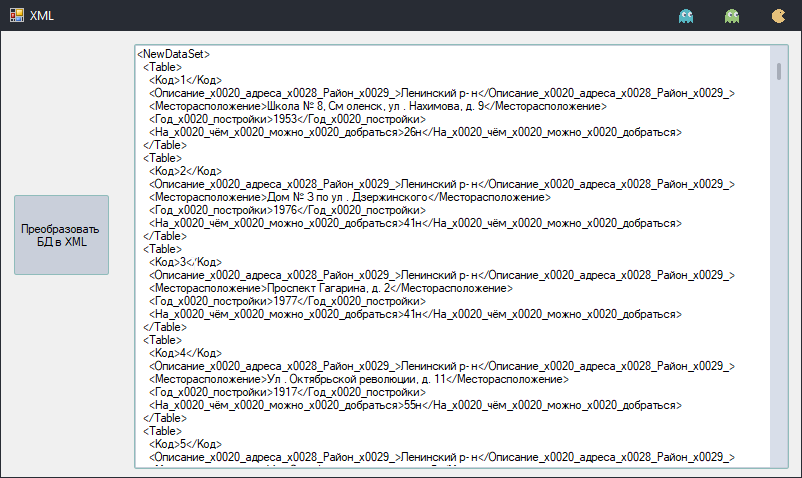 XML
Преобразовать
БД в XML
<NewDataSet>
<Table>
<Код>1</Код>
<Описание_x0020_адреса_x0028_Район_x0029_>Ленинский р- н</Описание_x0020_адреса_x0028_Район_x0029_>
<Месторасположение>Школа № 8, См оленск, ул . Нахимова, д. 9</Месторасположение>
<Год_x0020_постройки>1953</Год_x0020_постройки>
<На_x0020_чём_x0020_можно_x0020_добраться>26н</На_x0020_чём_x0020_можно_x0020_добраться>
</Table>
<Table>
<Код>2</Код>
<Описание_x0020_адреса_x0028_Район_x0029_>Ленинский р- н</Описание_x0020_адреса_x0028_Район_x0029_>
<Месторасположение>Дом № 3 по ул . Дзержинского</Месторасположение>
<Год_x0020_постройки>1976</Год_x0020_постройки>
<На_x0020_чём_x0020_можно_x0020_добраться>41н</На_x0020_чём_x0020_можно_x0020_добраться>
</Table>
<Table>
<Код>3</Код>
<Описание_x0020_адреса_x0028_Район_x0029_>Ленинский р- н</Описание_x0020_адреса_x0028_Район_x0029_>
<Месторасположение>Проспект Гагарина, д. 2</Месторасположение>
<Год_x0020_постройки>1977</Год_x0020_постройки>
<На_x0020_чём_x0020_можно_x0020_добраться>41н</На_x0020_чём_x0020_можно_x0020_добраться>
</Table>
<Table>
<Код>4</Код>
<Описание_x0020_адреса_x0028_Район_x0029_>Ленинский р- н</Описание_x0020_адреса_x0028_Район_x0029_>
<Месторасположение>Ул . Октябрьской революции, д. 11</Месторасположение>
<Год_x0020_постройки>1917</Год_x0020_постройки>
<На_x0020_чём_x0020_можно_x0020_добраться>55н</На_x0020_чём_x0020_можно_x0020_добраться>
</Table>
<Table>
<Код>5</Код>
<Описание_x0020_адреса_x0028_Район_x0029_>Ленинский р- н</Описание_x0020_адреса_x0028_Район_x0029_>